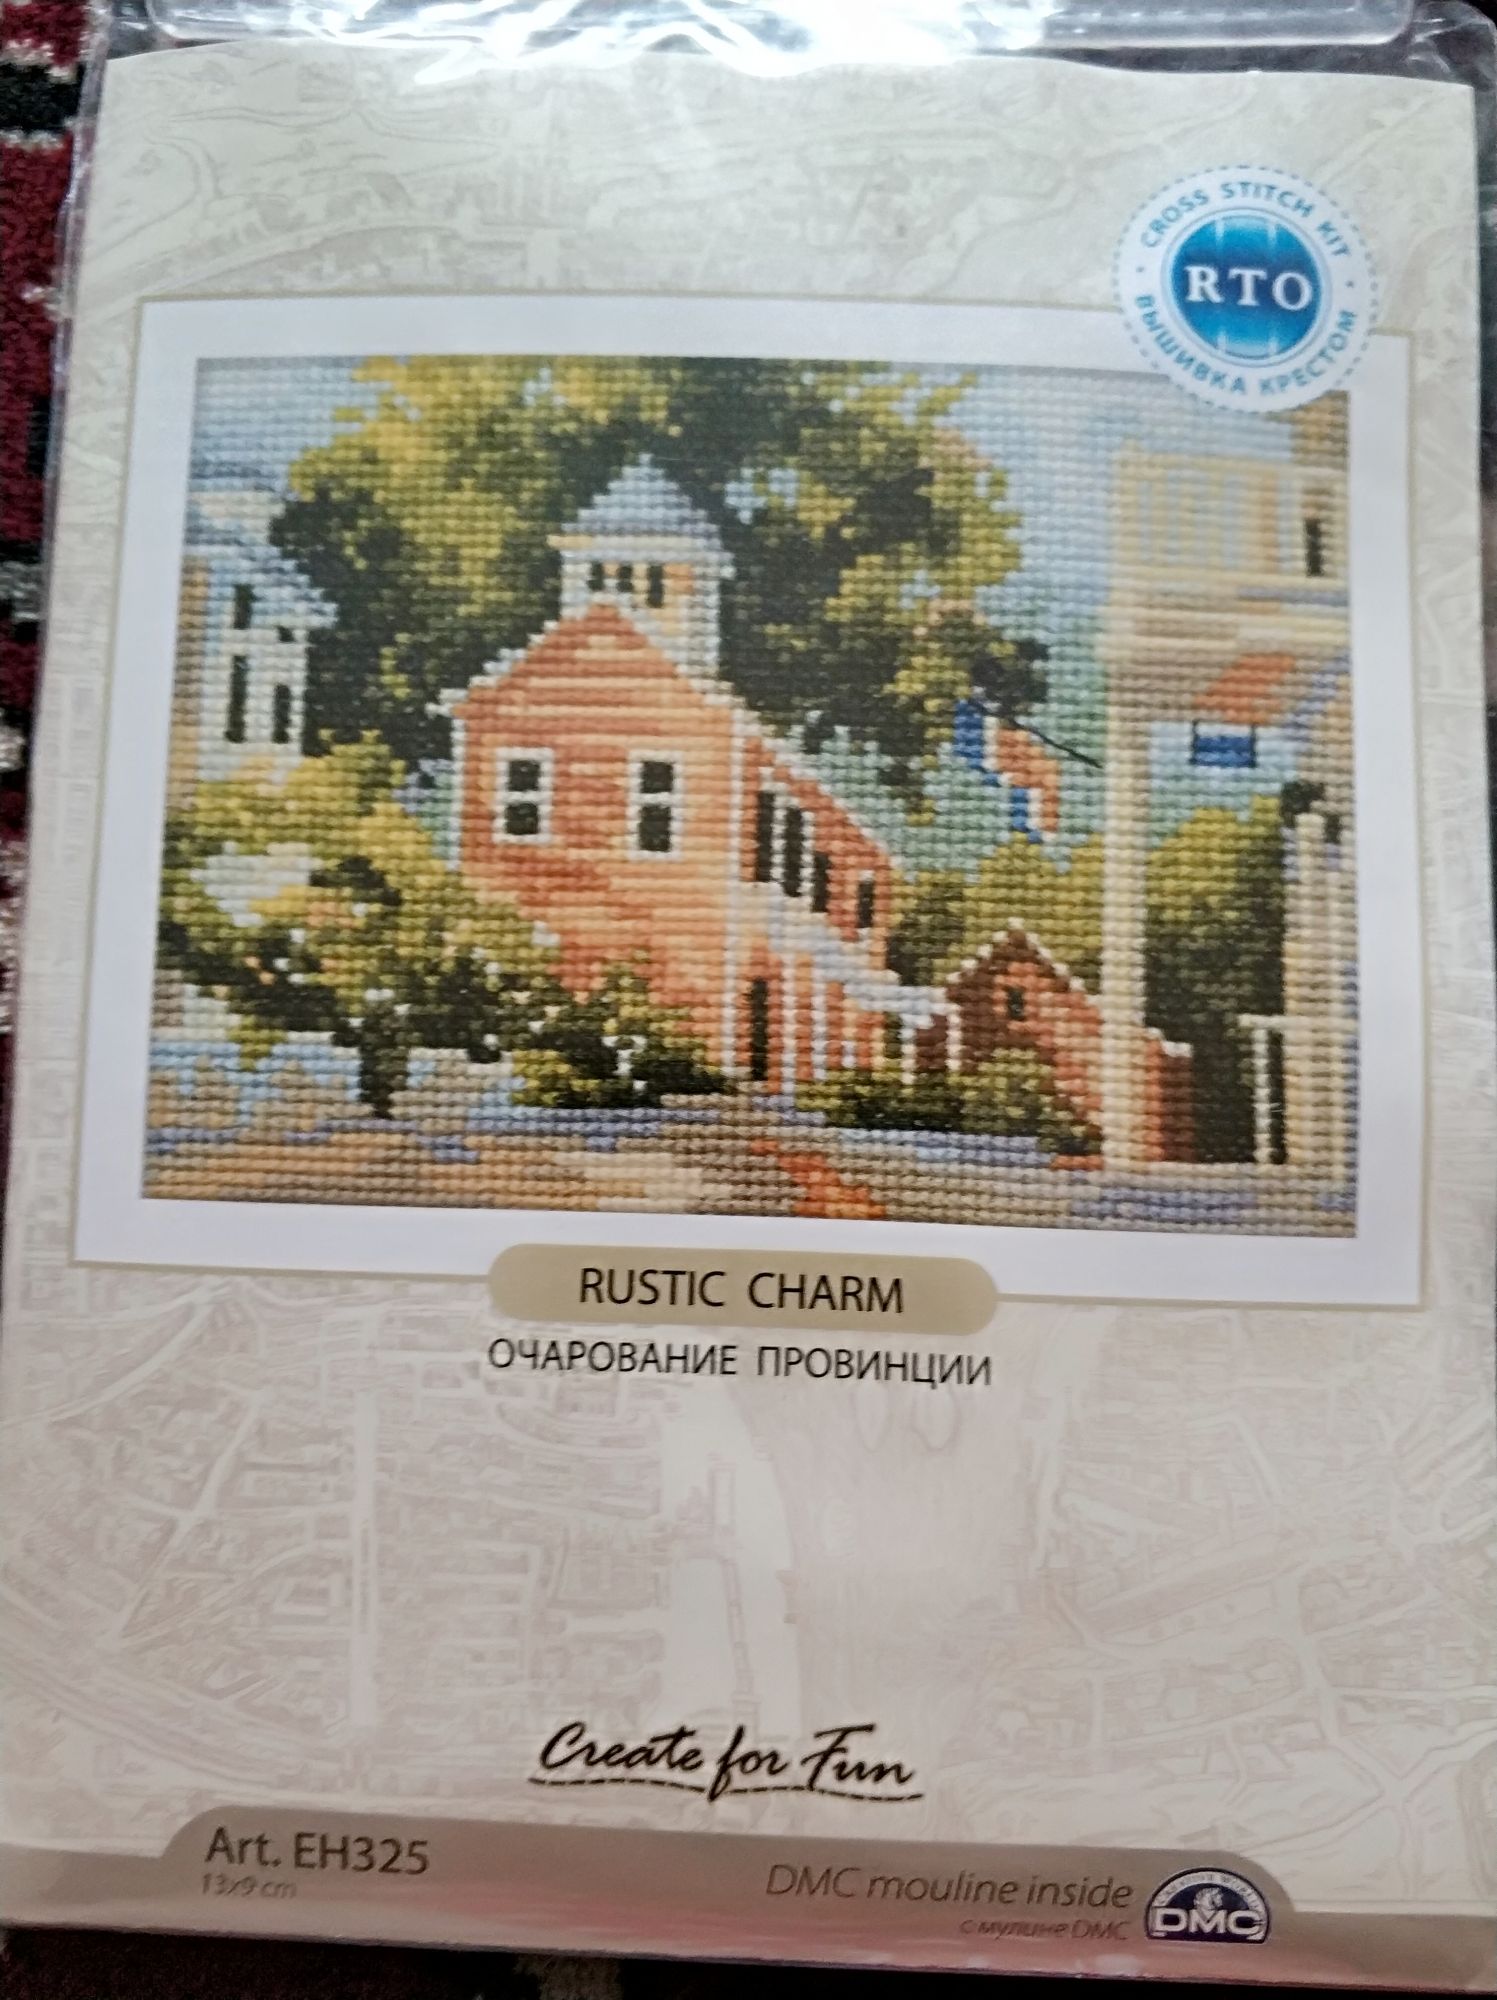 CROSS STITCH KIT
RTO
ВЫШИВКА КРЕСТОМ
RUSTIC CHARM
ОЧАРОВАНИЕ ПРОВИНЦИИ
Create for Fun
Art. EH325
13x9 cm
DMC mouline inside
с мулине DMC
DMC